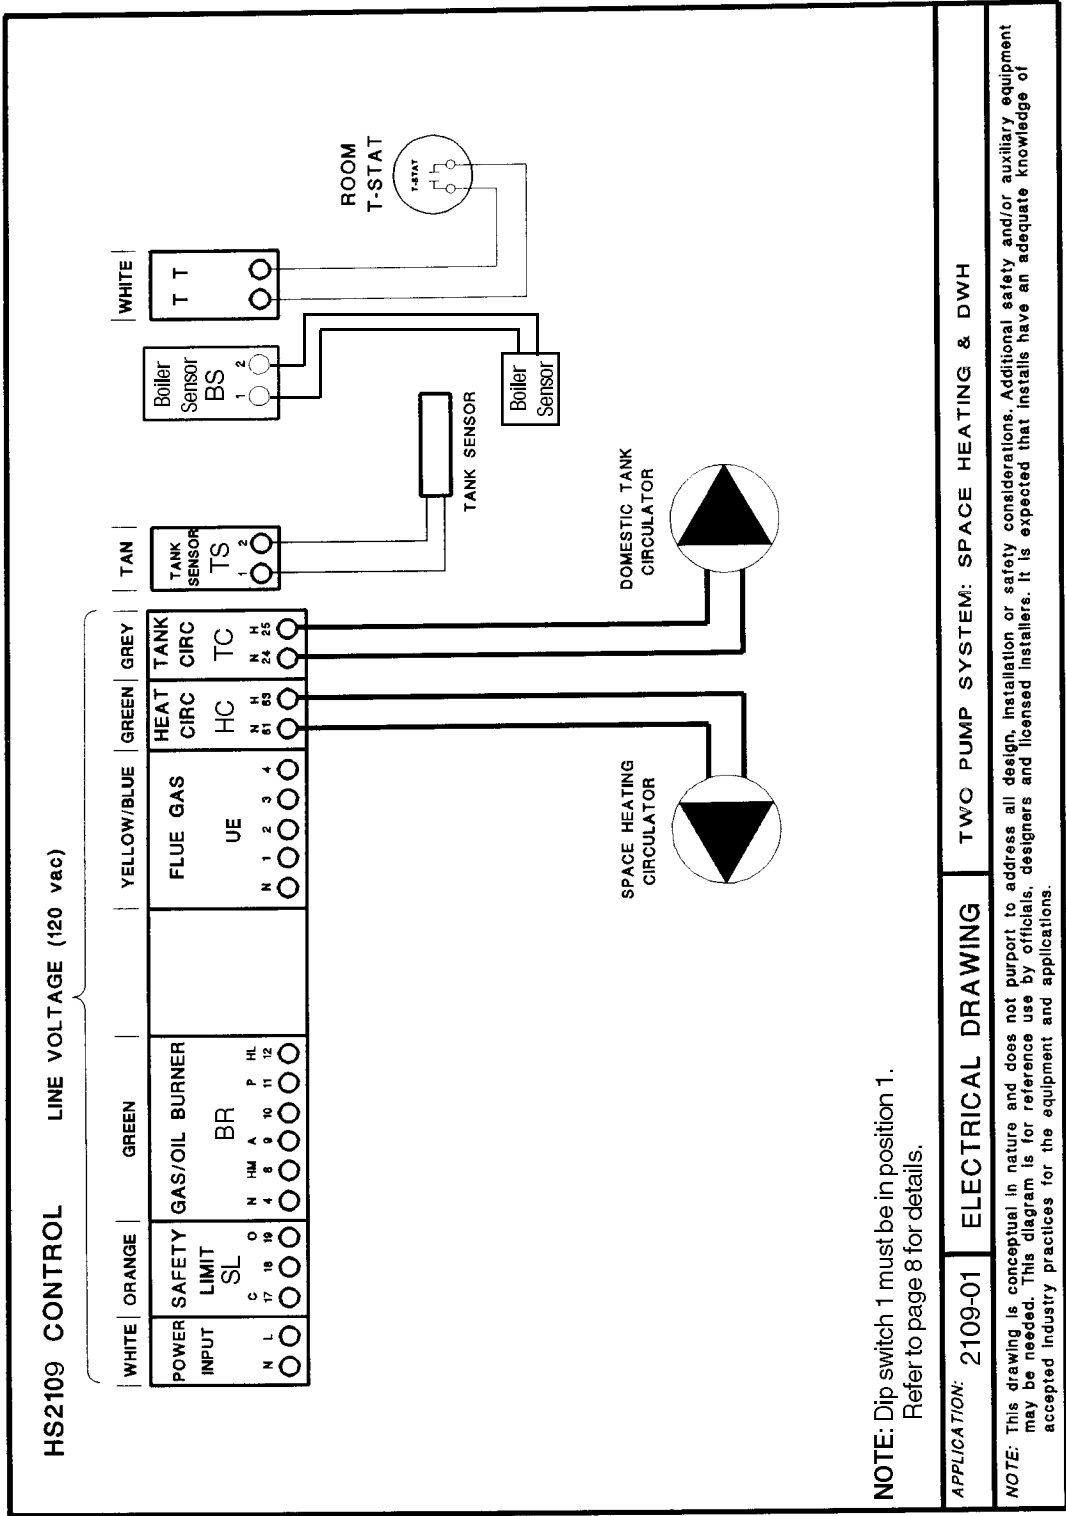 HS2109 CONTROL
LINE VOLTAGE (120 vac)
WHITE
ORANGE
GREEN
YELLOW/BLUE
GREEN
GREY
TAN
WHITE
POWER
INPUT
N L
SAFETY
LIMIT
SL
C O
17 18 19
GAS/OIL BURNER
BR
N HM A P HL
4 8 9 10 11 12
FLUE GAS
UE
N 1 2 3 4
HEAT
CIRC
HC
N H
61 63
TANK
CIRC
TC
N H
24 25
TANK
SENSOR
TS
1 2
Boiler
Sensor
BS
1 2
T T
ROOM
T-STAT
T-STAT
TANK SENSOR
Boiler
Sensor
SPACE HEATING
CIRCULATOR
DOMESTIC TANK
CIRCULATOR
NOTE: Dip switch 1 must be in position 1.
Refer to page 8 for details.
APPLICATION: 2109-01
ELECTRICAL DRAWING
TWO PUMP SYSTEM: SPACE HEATING & DWH
NOTE: This drawing is conceptual in nature and does not purport to address all design, installation or safety considerations. Additional safety and/or auxiliary equipment
may be needed. This diagram is for reference use by officials, designers and licensed installers. It is expected that installs have an adequate knowledge of
accepted industry practices for the equipment and applications.